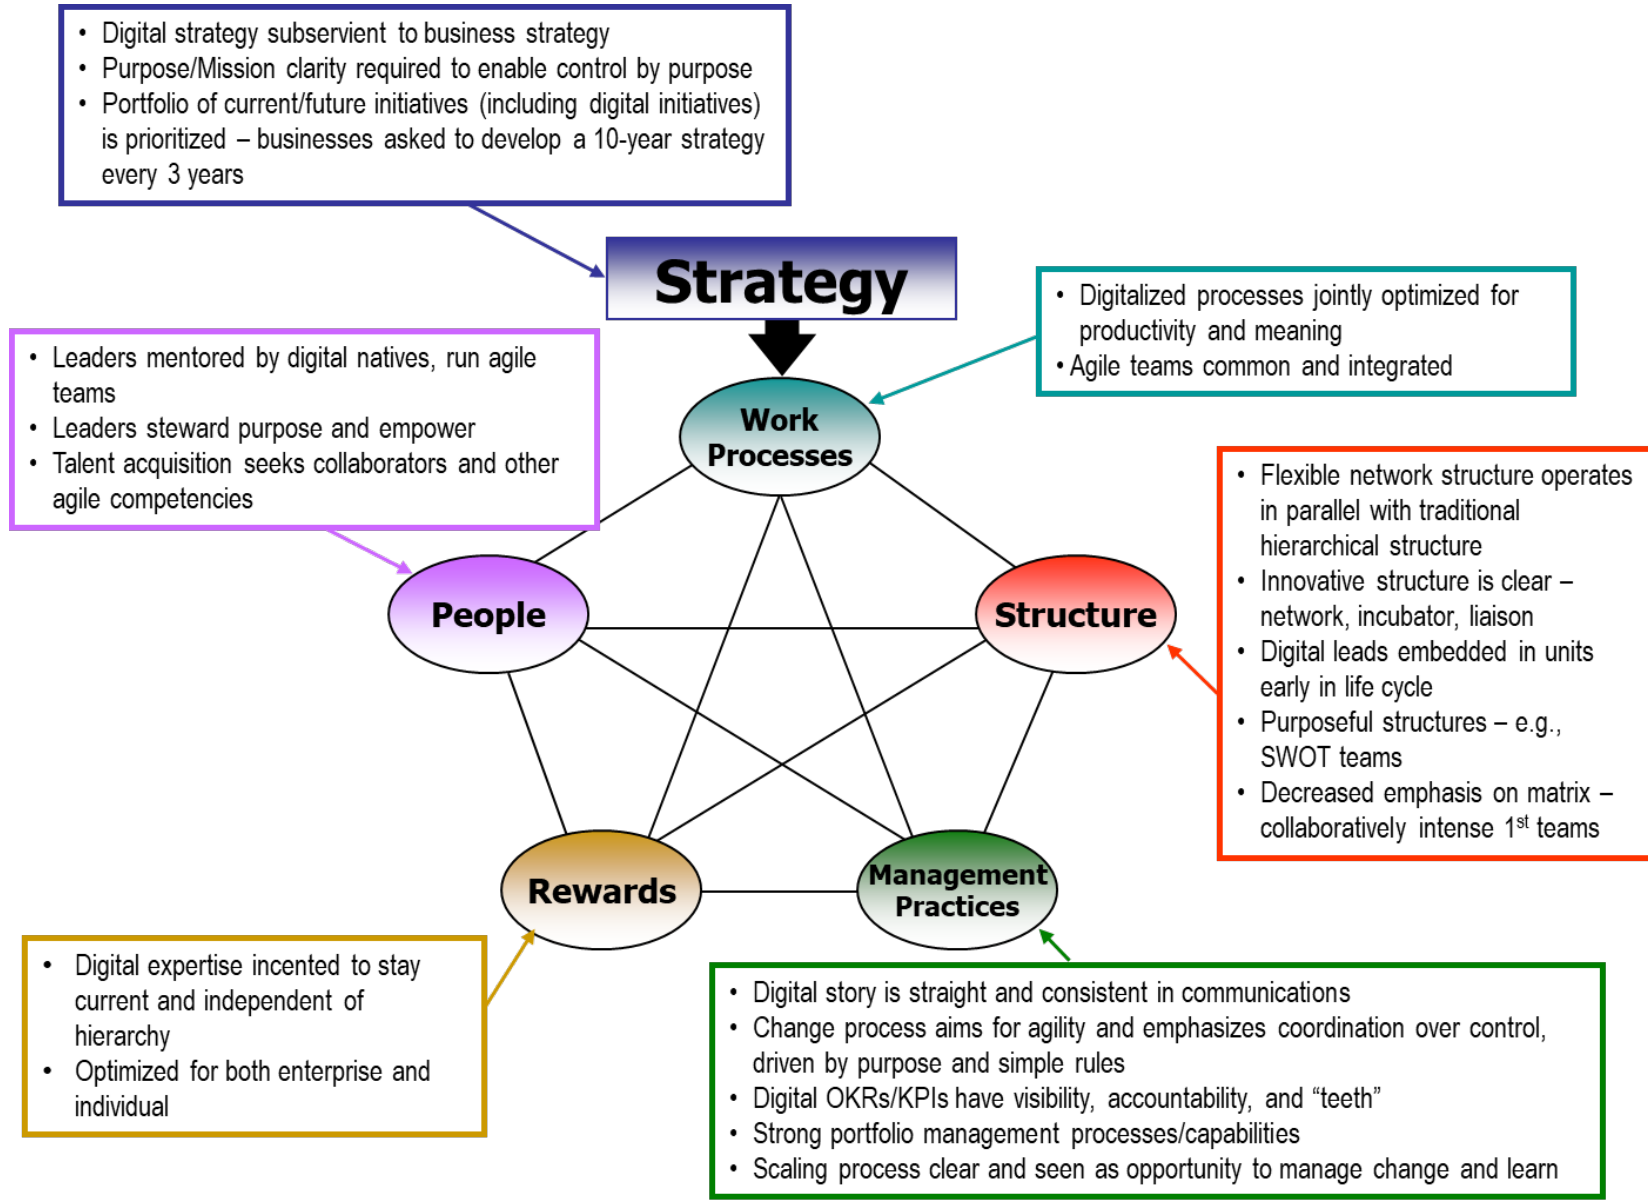 • Digital strategy subservient to business strategy
• Purpose/Mission clarity required to enable control by purpose
• Portfolio of current/future initiatives (including digital initiatives)
is prioritized – businesses asked to develop a 10-year strategy
every 3 years
Strategy
• Digitalized processes jointly optimized for
productivity and meaning
• Agile teams common and integrated
• Leaders mentored by digital natives, run agile
teams
• Leaders steward purpose and empower
• Talent acquisition seeks collaborators and other
agile competencies
Work
Processes
• Flexible network structure operates
in parallel with traditional
hierarchical structure
• Innovative structure is clear –
network, incubator, liaison
• Digital leads embedded in units
early in life cycle
• Purposeful structures – e.g.,
SWOT teams
• Decreased emphasis on matrix –
collaboratively intense 1st teams
People
Structure
Rewards
Management
Practices
• Digital expertise incented to stay
current and independent of
hierarchy
• Optimized for both enterprise and
individual
• Digital story is straight and consistent in communications
• Change process aims for agility and emphasizes coordination over control,
driven by purpose and simple rules
• Digital OKRs/KPIs have visibility, accountability, and “teeth”
• Strong portfolio management processes/capabilities
• Scaling process clear and seen as opportunity to manage change and learn